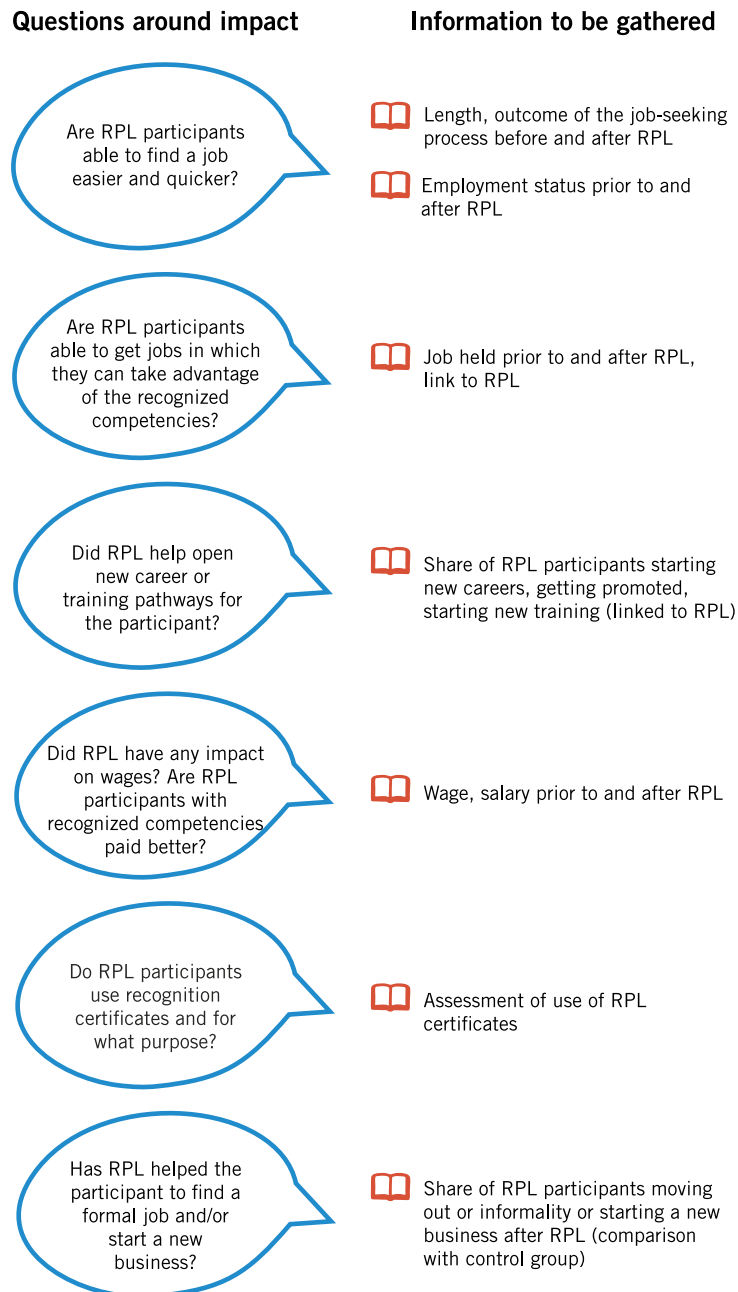 Questions around impact
Information to be gathered
Are RPL participants
able to find a job
easier and quicker?
Length, outcome of the job-seeking
process before and after RPL
Employment status prior to and
after RPL
Are RPL participants
able to get jobs in which
they can take advantage
of the recognized
competencies?
Job held prior to and after RPL,
link to RPL
Did RPL help open
new career or
training pathways for
the participant?
Share of RPL participants starting
new careers, getting promoted,
starting new training (linked to RPL)
Did RPL have any impact
on wages? Are RPL
participants with
recognized competencies
paid better?
Wage, salary prior to and after RPL
Do RPL participants
use recognition
certificates and for
what purpose?
Assessment of use of RPL
certificates
Has RPL helped the
participant to find a
formal job and/or
start a new
business?
Share of RPL participants moving
out or informality or starting a new
business after RPL (comparison
with control group)